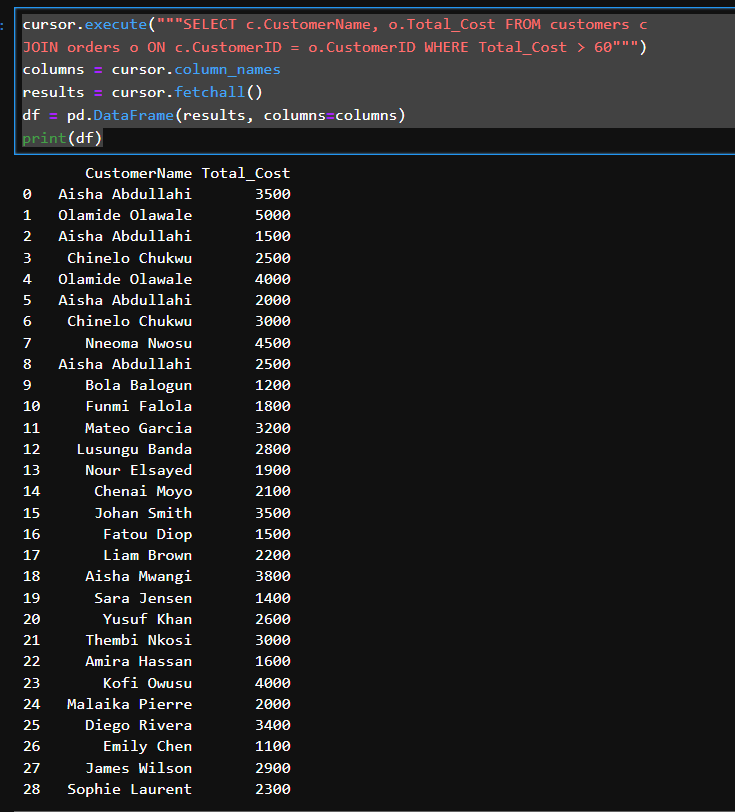 :
cursor.execute("""SELECT c.CustomerName, o.Total_Cost FROM customers c
JOIN orders o ON c.CustomerID = o.CustomerID WHERE Total_Cost > 60""")
columns = cursor.column_names
results = cursor.fetchall()
df = pd.DataFrame(results, columns=columns)
print(df)
CustomerName Total_Cost
0 Aisha Abdullahi 3500
1 Olamide Olawale 5000
2 Aisha Abdullahi 1500
3 Chinelo Chukwu 2500
4 Olamide Olawale 4000
5 Aisha Abdullahi 2000
6 Chinelo Chukwu 3000
7 Nneoma Nwosu 4500
8 Aisha Abdullahi 2500
9 Bola Balogun 1200
10 Funmi Falola 1800
11 Mateo Garcia 3200
12 Lusungu Banda 2800
13 Nour Elsayed 1900
14 Chenai Moyo 2100
15 Johan Smith 3500
16 Fatou Diop 1500
17 Liam Brown 2200
18 Aisha Mwangi 3800
19 Sara Jensen 1400
20 Yusuf Khan 2600
21 Thembi Nkosi 3000
22 Amira Hassan 1600
23 Kofi Owusu 4000
24 Malaika Pierre 2000
25 Diego Rivera 3400
26 Emily Chen 1100
27 James Wilson 2900
28 Sophie Laurent 2300